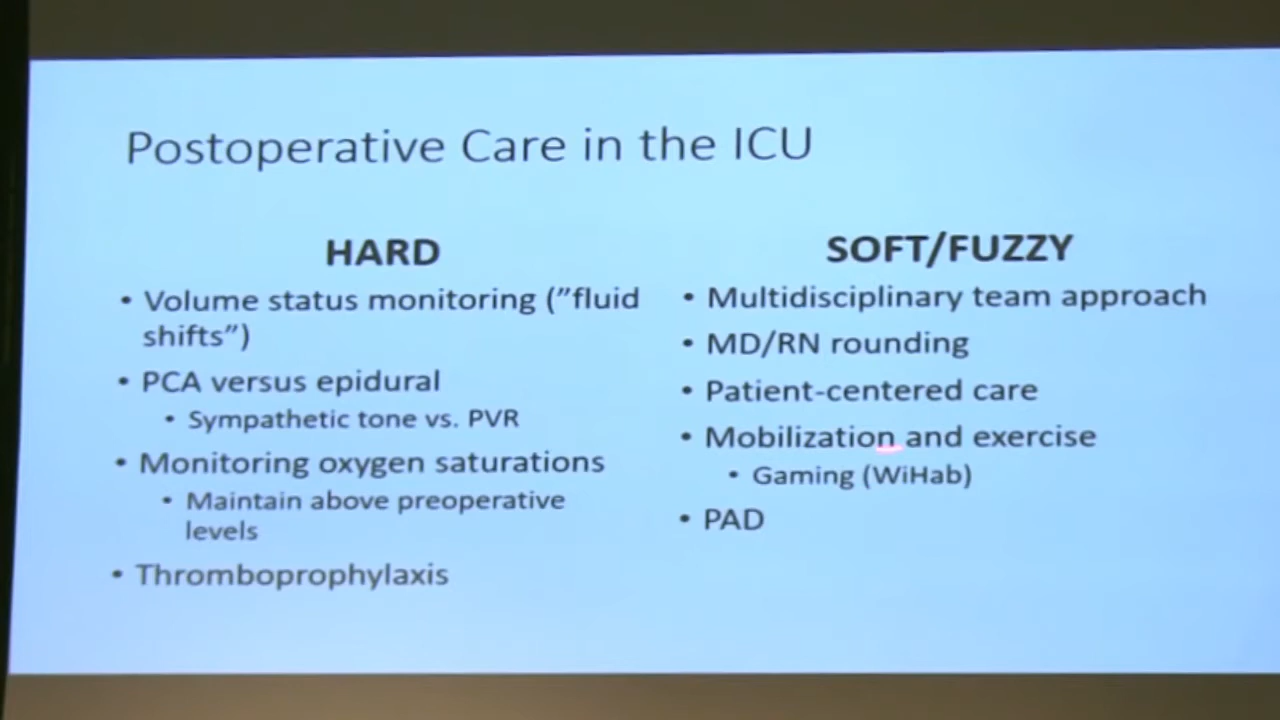 Postoperative Care in the ICU
HARD
• Volume status monitoring (”fluid
shifts”)
• PCA versus epidural
• Sympathetic tone vs. PVR
• Monitoring oxygen saturations
• Maintain above preoperative
levels
• Thromboprophylaxis
SOFT/FUZZY
• Multidisciplinary team approach
• MD/RN rounding
• Patient-centered care
• Mobilization and exercise
• Gaming (WiHab)
• PAD